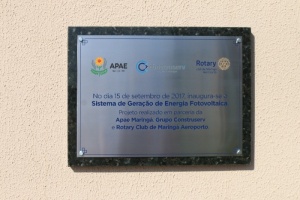 APAE
Rotary
No dia 15 de setembro de 2017, inaugura-se o
Sistema de Geração de Energia Fotovoltaica
Projeto realizado em parceria da
Apae Maringá, Grupo Construserv
e Rotary Club de Maringá Aeroporto